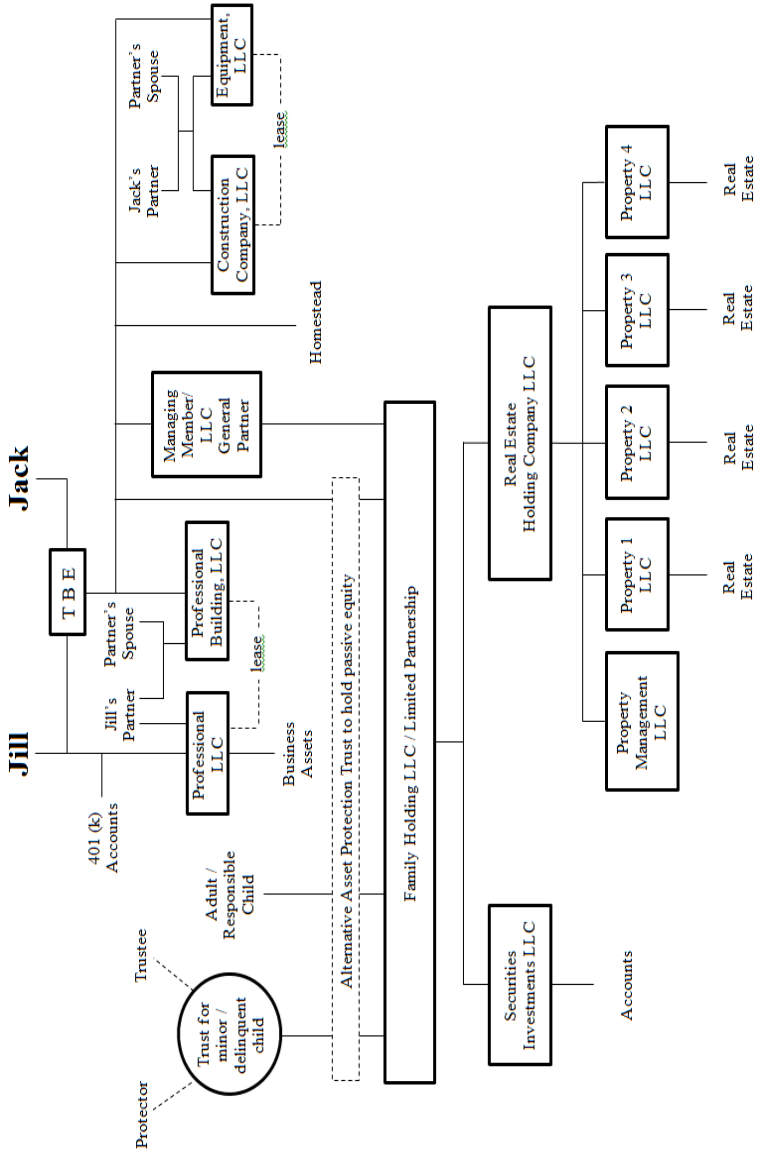 Jill
Jack
T B E
401 (k)
Accounts
Jill's
Partner
Partner's
Spouse
Professional
LLC
Professional
Building, LLC
lease
Business
Assets
Jack's
Partner
Partner's
Spouse
Construction
Company, LLC
Equipment,
LLC
lease
Homestead
Managing
Member/
LLC
General
Partner
Protector
Trustee
Trust for
minor /
delinquent
child
Adult /
Responsible
Child
Alternative Asset Protection Trust to hold passive equity
Family Holding LLC / Limited Partnership
Securities
Investments LLC
Accounts
Real Estate
Holding Company LLC
Property
Management
LLC
Property 1
LLC
Property 2
LLC
Property 3
LLC
Property 4
LLC
Real
Estate
Real
Estate
Real
Estate
Real
Estate